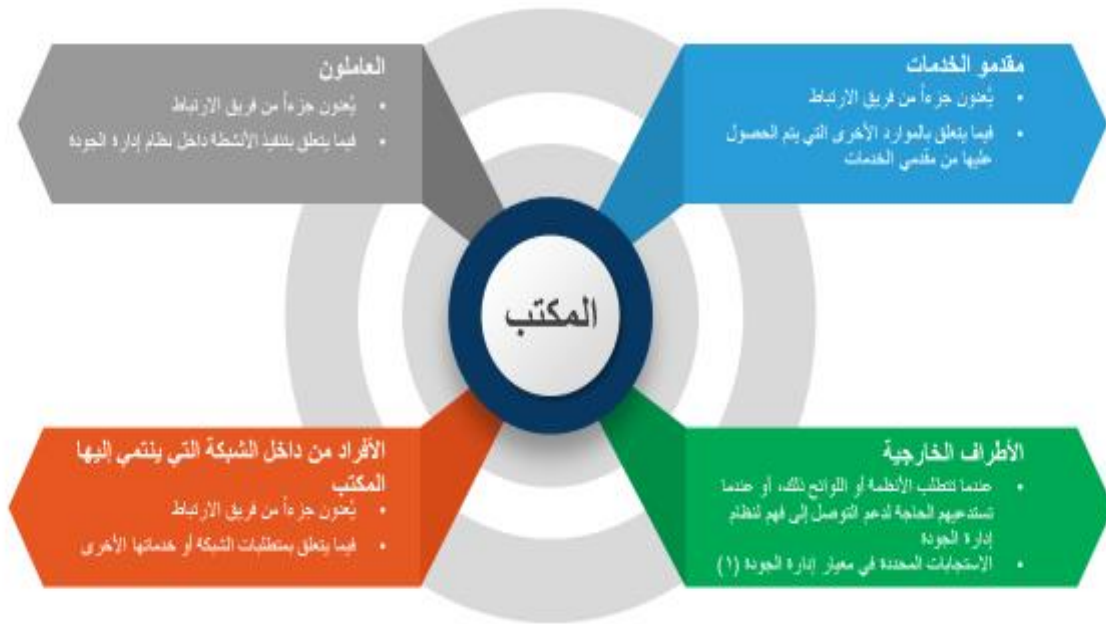 مقدمو الخدمات
• يُعدون جزءاً من فريق الارتباط
• فيما يتعلق بالموارد الأخرى التي يتم الحصول
عليها من مقدمي الخدمات
العاملون
• يُعدون جزءاً من فريق الارتباط
• فيما يتعلق بتنفيذ الأنشطة داخل نظام إدارة الجودة
المكتب
الأطراف الخارجية
• عندما تتطلب الأنظمة أو اللوائح ذلك، أو عندما
تستدعيهم الحاجة لدعم التوصل إلى فهم لنظام
إدارة الجودة
• الاستجابات المحددة في معيار إدارة الجودة (١)
الأفراد من داخل الشبكة التي ينتمي إليها
المكتب
• يُعدون جزءاً من فريق الارتباط
• فيما يتعلق بمتطلبات الشبكة أو خدماتها الأخرى